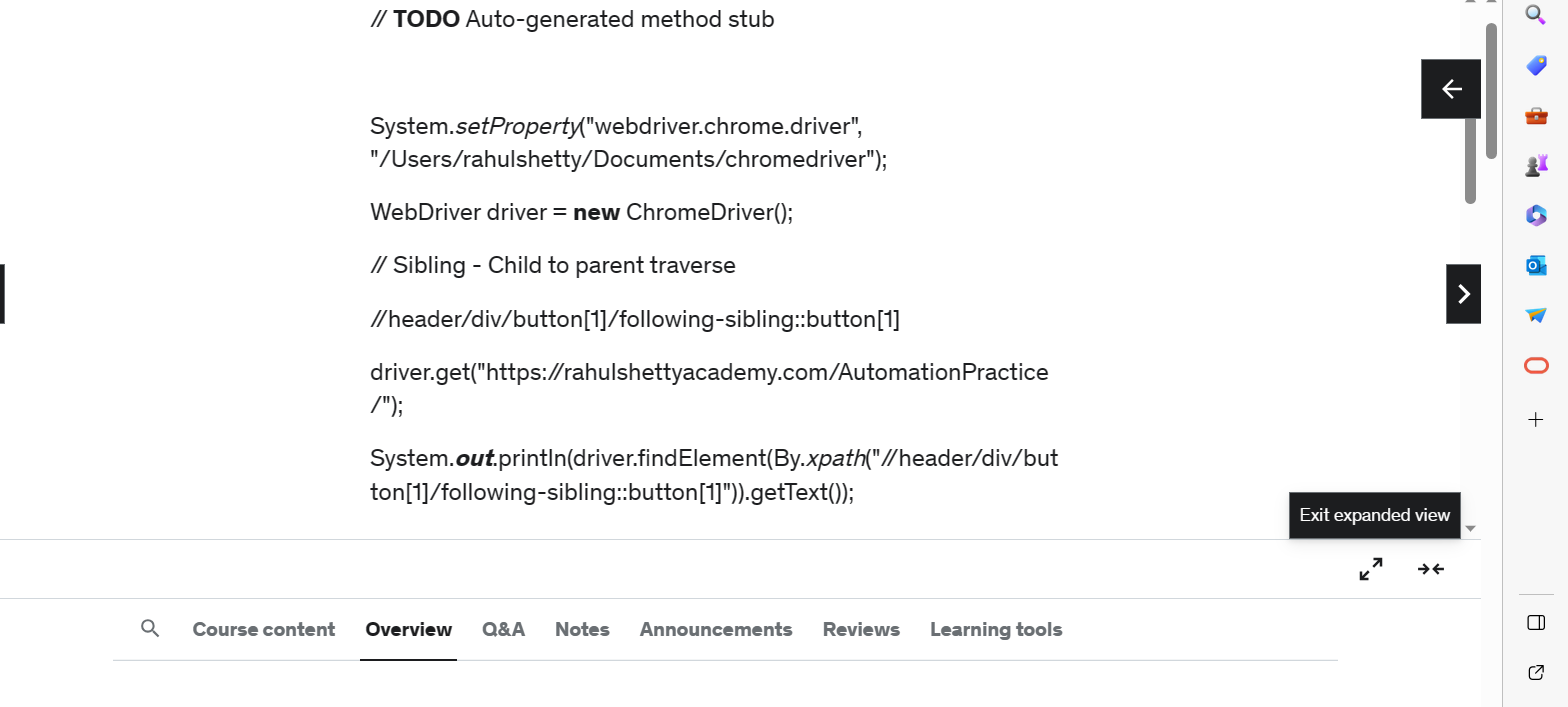 // TODO Auto-generated method stub
System.setProperty("webdriver.chrome.driver",
"/Users/rahulshetty/Documents/chromedriver");
WebDriver driver = new ChromeDriver();
// Sibling - Child to parent traverse
//header/div/button[1]/following-sibling::button[1]
driver.get("https://rahulshettyacademy.com/AutomationPractice
/");
System.out.println(driver.findElement(By.xpath("//header/div/but
ton[1]/following-sibling::button[1]")).getText());
Exit expanded view
Course content Overview Q&A Notes Announcements Reviews Learning tools